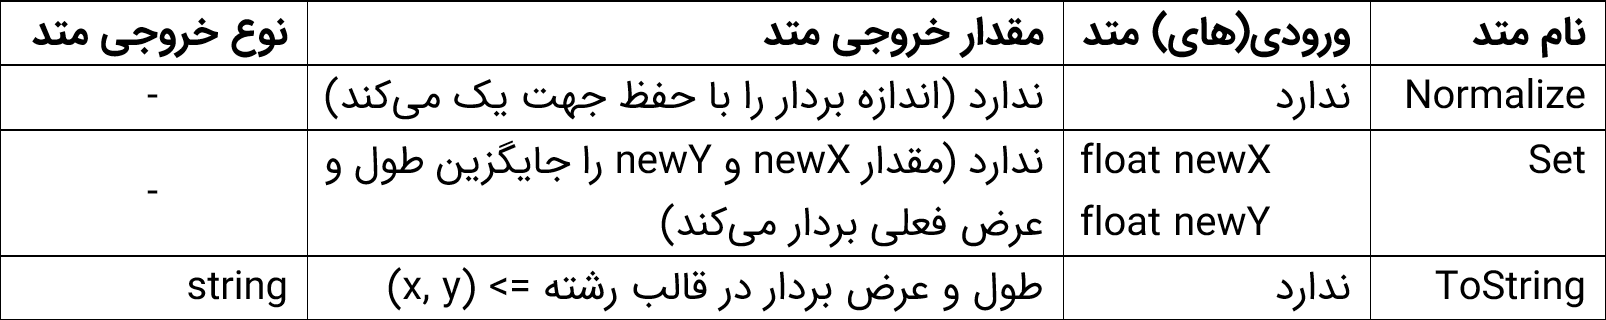 نام متد ورودی(های) متد مقدار خروجی متد نوع خروجی متد
Normalize ندارد ندارد (اندازه بردار را با حفظ جهت یک می‌کند) -
Set float newX ندارد (مقدار newX و newY را جایگزین طول و -
float newY عرض فعلی بردار می‌کند)
ToString ندارد طول و عرض بردار در قالب رشته => (x, y) string